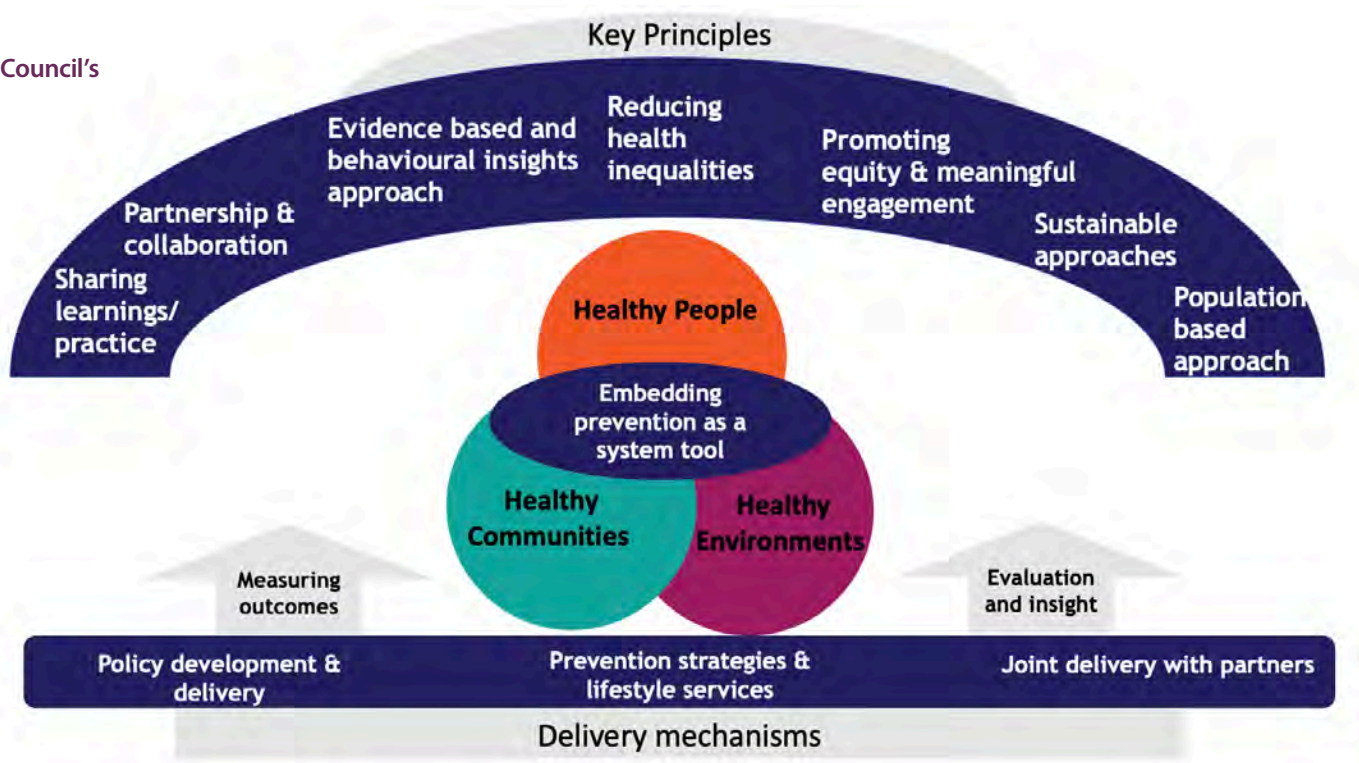 Key Principles
Council's
Sharing
learnings/
practice
Partnership &
collaboration
Evidence based and
behavioural insights
approach
Reducing
health
inequalities
Promoting
equity & meaningful
engagement
Sustainable
approaches
Population
based
approach
Healthy People
Embedding
prevention as a
system tool
Healthy
Communities
Healthy
Environments
Measuring
outcomes
Evaluation
and insight
Policy development &
delivery
Prevention strategies &
lifestyle services
Joint delivery with partners
Delivery mechanisms